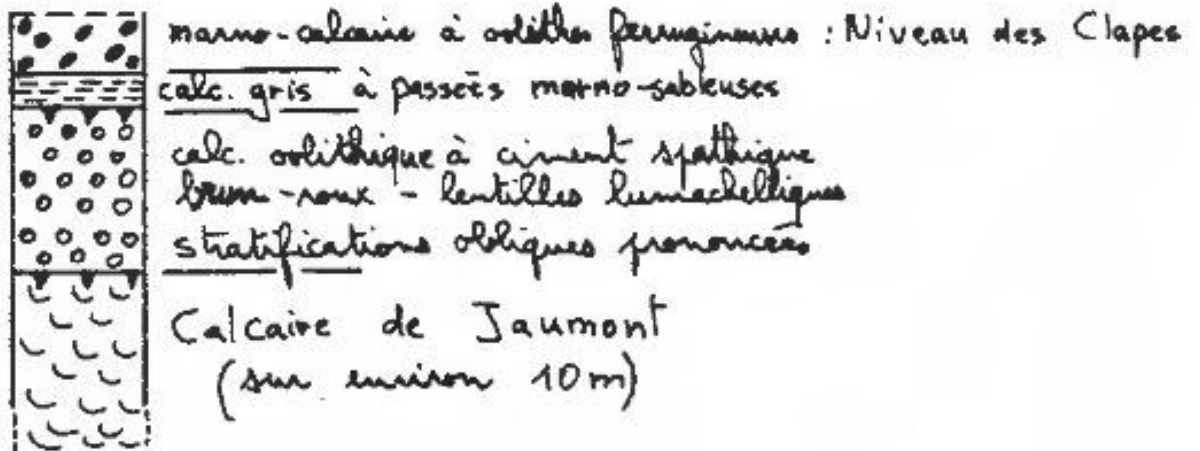 marno-calcaire à oolithes ferrugineuses : Niveau des Clapes
calc. gris à passées marno-sableuses
calc. oolithique à ciment spathique
brun-roux - lentilles lumachelliques
stratifications obliques prononcées
Calcaire de Jaumont
(sur environ 10 m)